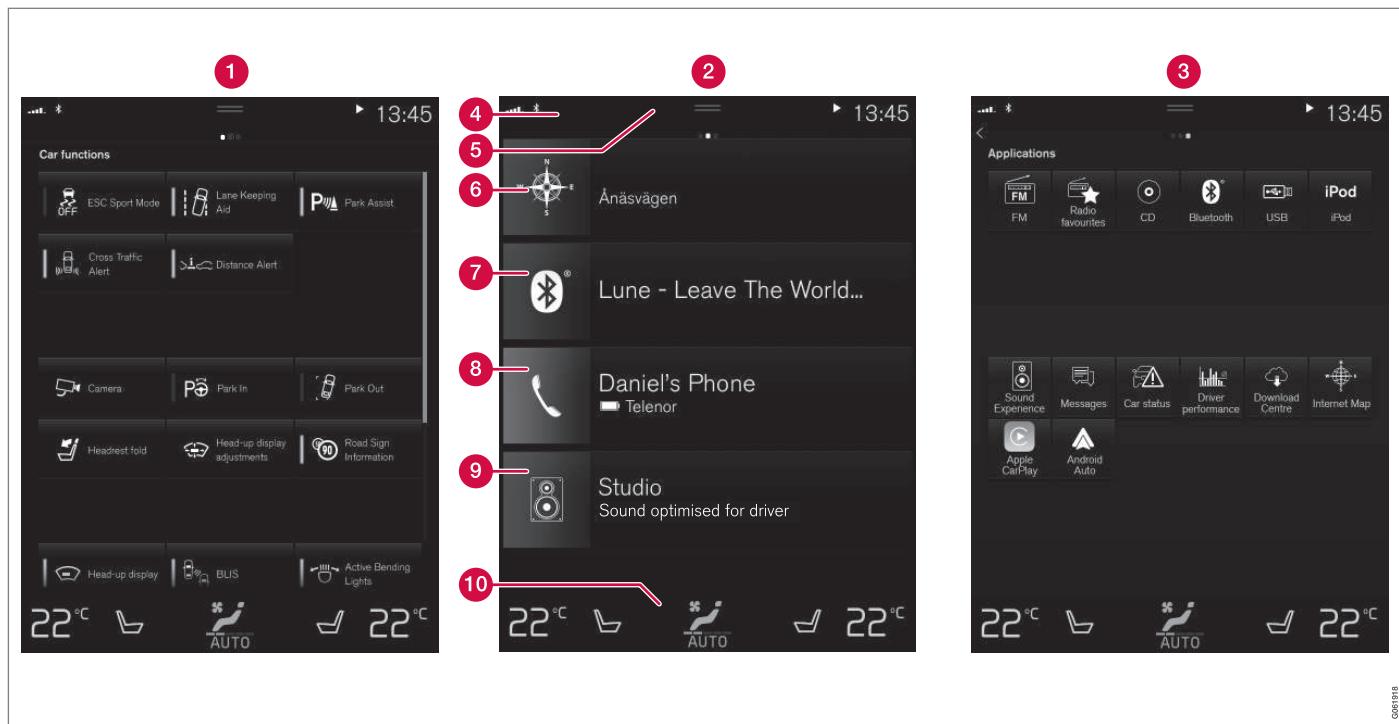 1
2
3
13:45
Car functions
ESC Sport Mode
OFF
Lane Keeping
Aid
Park Assist
Cross Traffic
Alert
Distance Alert
Camera
Park In
Park Out
Headrest fold
Head-up display
adjustments
90
Road Sign
Information
Head-up display
BLIS
Active Bending
Lights
22°C
AUTO
22°C
4
13:45
5
6
N
W
E
S
Ånäsvägen
7
Lune - Leave The World...
8
Daniel's Phone
Telenor
9
Studio
Sound optimised for driver
10
22°C
AUTO
22°C
13:45
Applications
FM
FM
Radio
favourites
CD
Bluetooth
USB
iPod
iPod
Sound
Experience
Messages
Car status
Driver
performance
Download
Centre
Internet Map
Apple
CarPlay
Android
Auto
22°C
AUTO
22°C
G061918